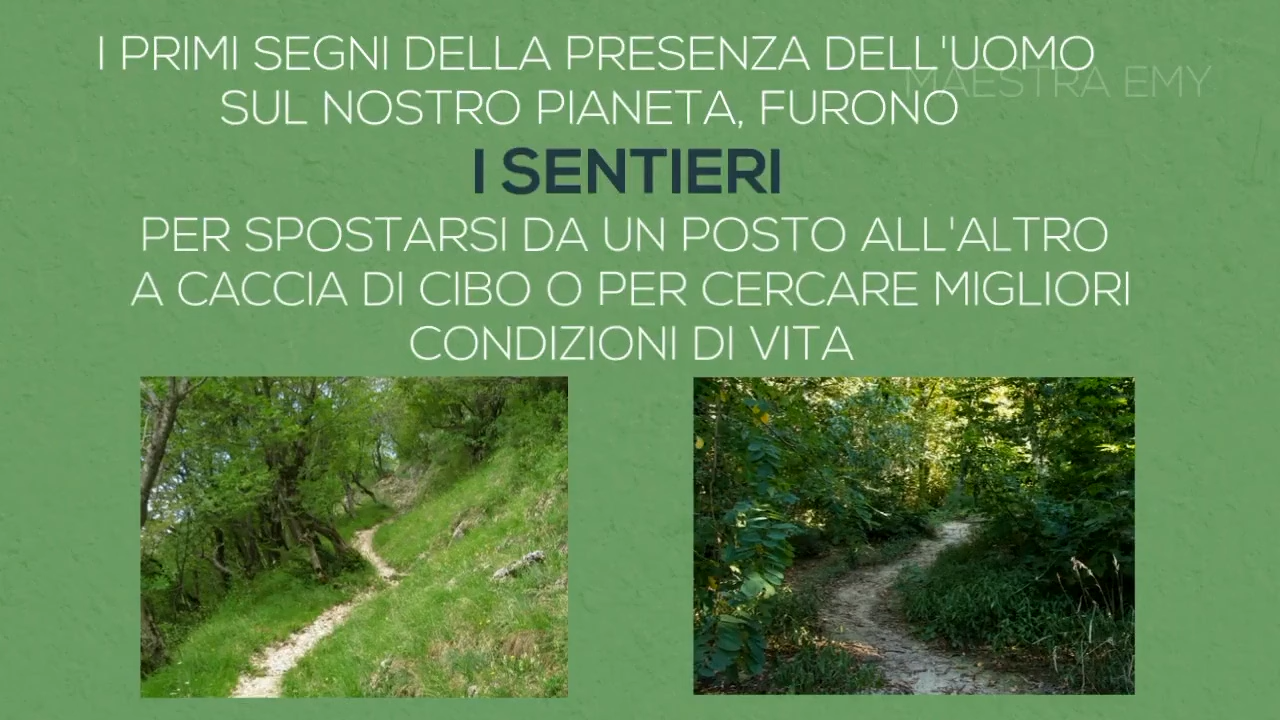 I PRIMI SEGNI DELLA PRESENZA DELL'UOMO
MAESTRA EMY
SUL NOSTRO PIANETA, FURONO
I SENTIERI
PER SPOSTARSI DA UN POSTO ALL'ALTRO
A CACCIA DI CIBO O PER CERCARE MIGLIORI
CONDIZIONI DI VITA